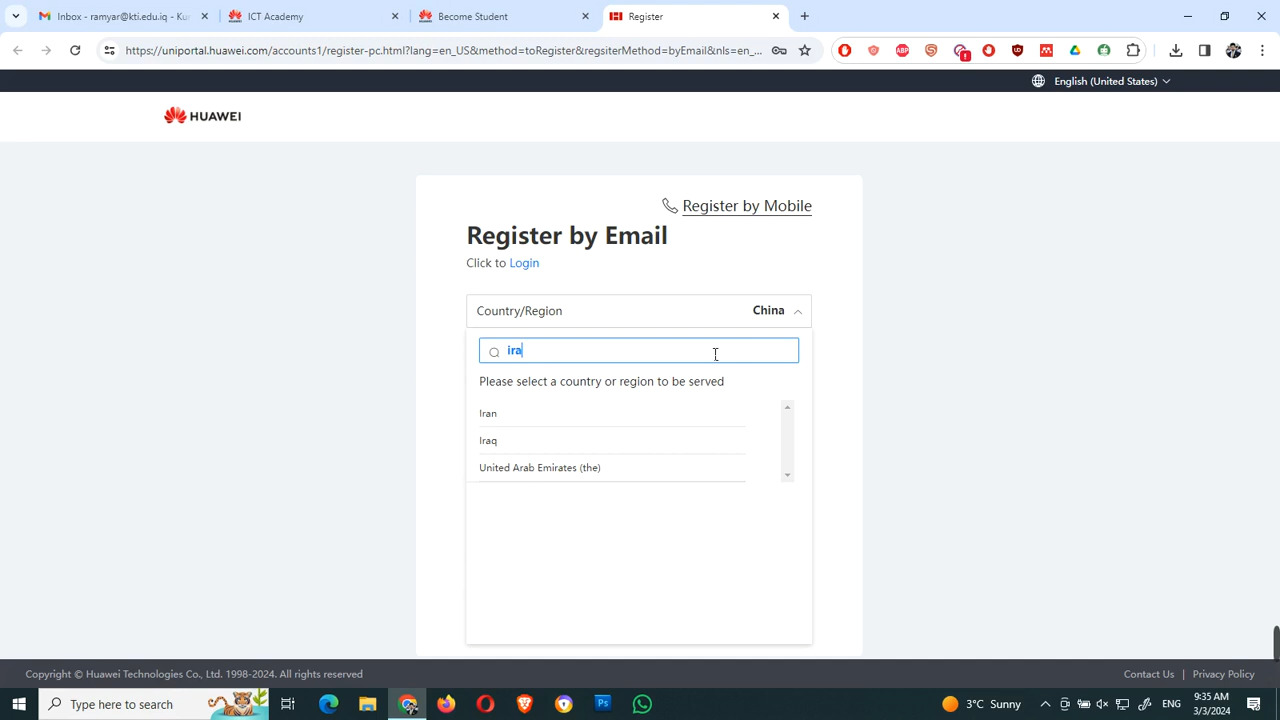 Inbox - ramyar@kti.edu.iq - Ku
ICT Academy
Become Student
Register
https://uniportal.huawei.com/accounts1/register-pc.html?lang=en_US&method=toRegister&regsiterMethod=byEmail&nls=en_...
ABP
English (United States)
HUAWEI
Register by Mobile
Register by Email
Click to Login
Country/Region China
ira
Please select a country or region to be served
Iran
Iraq
United Arab Emirates (the)
Copyright © Huawei Technologies Co., Ltd. 1998-2024. All rights reserved
Contact Us | Privacy Policy
Type here to search
Ps
3°C Sunny
ENG
9:35 AM
3/3/2024